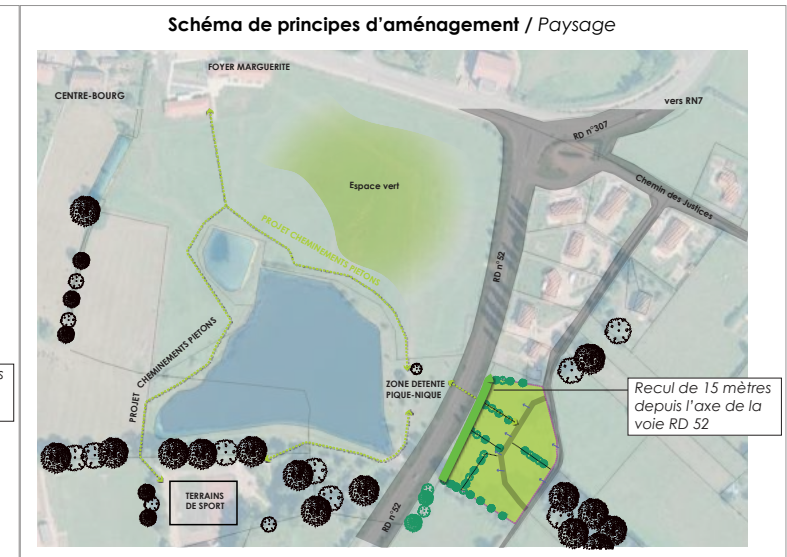 Schéma de principes d'aménagement / Paysage
FOYER MARGUERITE
CENTRE-BOURG
vers RN7
RD n°307
Chemin des Justices
Espace vert
PROJET CHEMINEMENTS PIETONS
RD n°52
PROJET CHEMINEMENTS PIETONS
ZONE DETENTE
PIQUE-NIQUE
s
Recul de 15 mètres
depuis l'axe de la
voie RD 52
TERRAINS
DE SPORT
RD n°52